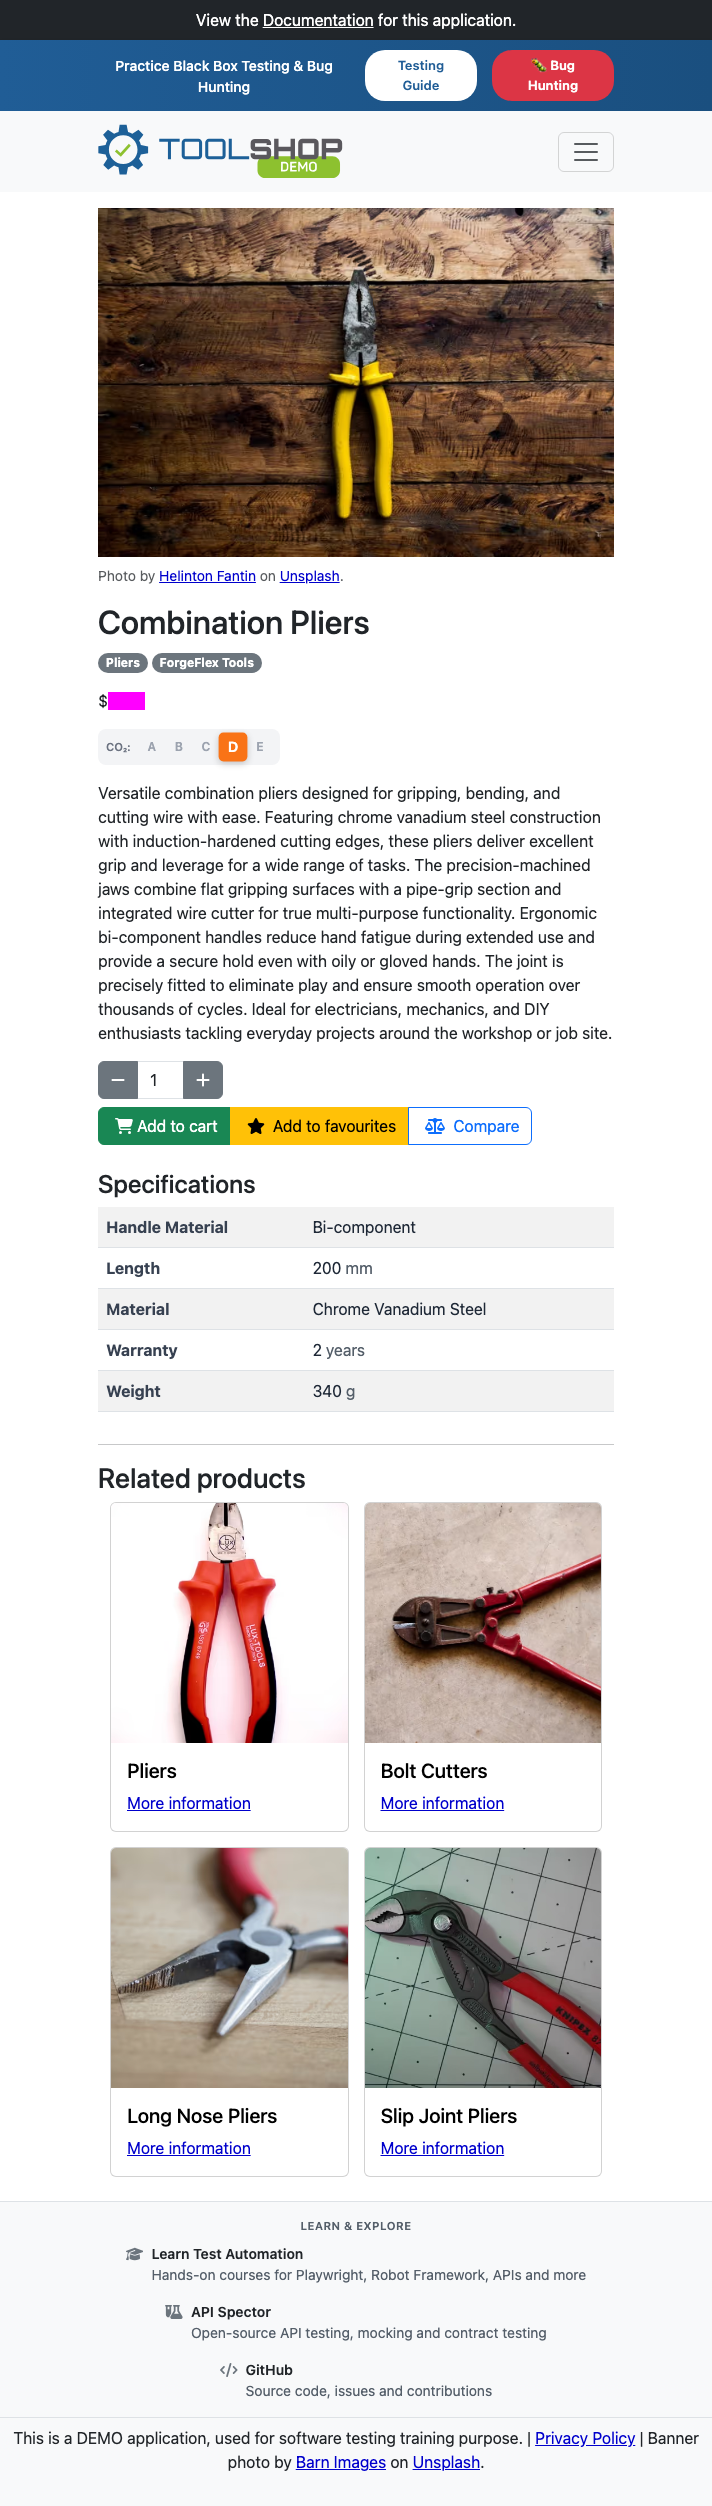 View the Documentation for this application.
Practice Black Box Testing & Bug
Hunting
Testing
Guide
Bug
Hunting
TOOLSHOP
DEMO
Photo by Helinton Fantin on Unsplash.
Combination Pliers
Pliers ForgeFlex Tools
$
CO₂: A B C D E
Versatile combination pliers designed for gripping, bending, and
cutting wire with ease. Featuring chrome vanadium steel construction
with induction-hardened cutting edges, these pliers deliver excellent
grip and leverage for a wide range of tasks. The precision-machined
jaws combine flat gripping surfaces with a pipe-grip section and
integrated wire cutter for true multi-purpose functionality. Ergonomic
bi-component handles reduce hand fatigue during extended use and
provide a secure hold even with oily or gloved hands. The joint is
precisely fitted to eliminate play and ensure smooth operation over
thousands of cycles. Ideal for electricians, mechanics, and DIY
enthusiasts tackling everyday projects around the workshop or job site.
1
Add to cart Add to favourites Compare
Specifications
Handle Material Bi-component
Length 200 mm
Material Chrome Vanadium Steel
Warranty 2 years
Weight 340 g
Related products
LUX
LUX-TOOLS
Pliers
More information
Bolt Cutters
More information
KNIPEX
Long Nose Pliers
More information
Slip Joint Pliers
More information
LEARN & EXPLORE
Learn Test Automation
Hands-on courses for Playwright, Robot Framework, APIs and more
API Spector
Open-source API testing, mocking and contract testing
GitHub
Source code, issues and contributions
This is a DEMO application, used for software testing training purpose. | Privacy Policy | Banner
photo by Barn Images on Unsplash.